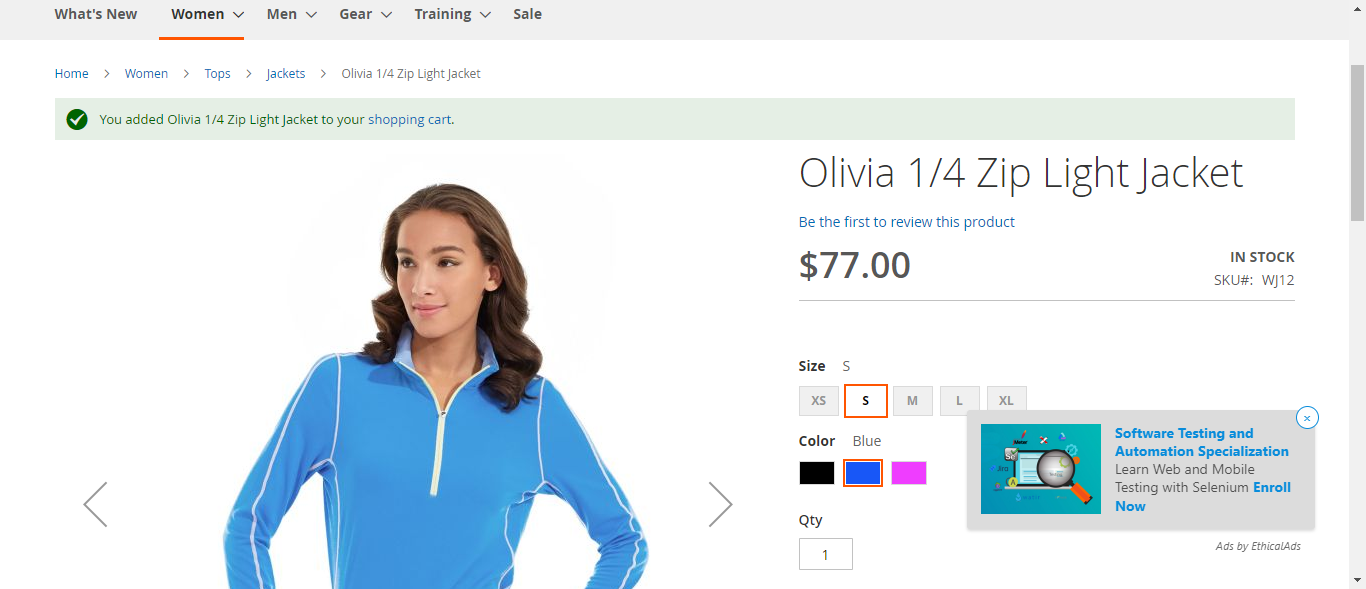 What's New Women Men Gear Training Sale
Home > Women > Tops > Jackets > Olivia 1/4 Zip Light Jacket
You added Olivia 1/4 Zip Light Jacket to your shopping cart.
Olivia 1/4 Zip Light Jacket
Be the first to review this product
$77.00
IN STOCK
SKU#: WJ12
Size S
XS S M L XL
Color Blue
Qty
1
Software Testing and
Automation Specialization
Learn Web and Mobile
Testing with Selenium Enroll
Now
Ads by EthicalAds